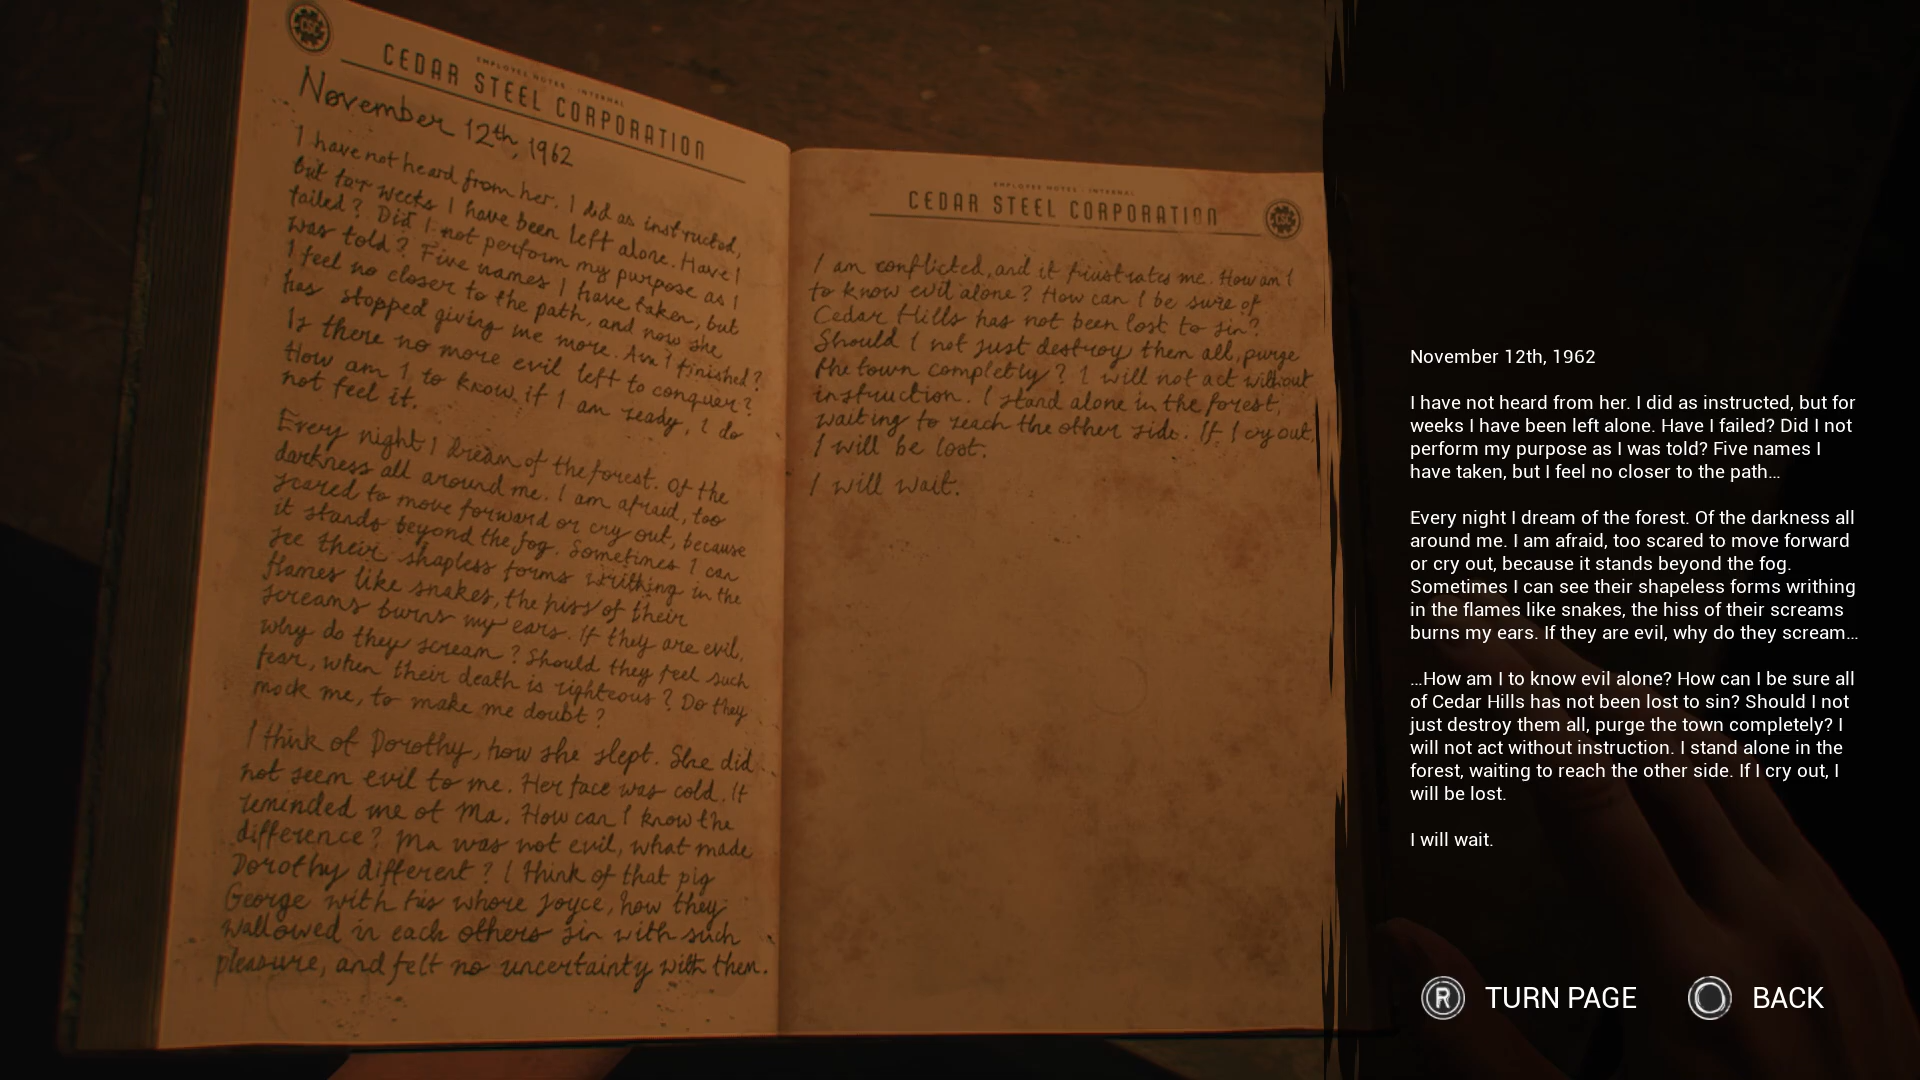 CSC
EMPLOYEE NOTES - INTERNAL
CEDAR STEEL CORPORATION
November 12th, 1962
I have not heard from her. I did as instructed,
but for weeks I have been left alone. Have I
failed? Did I not perform my purpose as I
was told? Five names I have taken, but
I feel no closer to the path, and now she
has stopped giving me more. Am I finished?
Is there no more evil left to conquer?
How am I to know if I am ready, I do
not feel it.
Every night I dream of the forest. Of the
darkness all around me. I am afraid, too
scared to move forward or cry out, because
it stands beyond the fog. Sometimes I can
see their shapless forms writhing in the
flames like snakes, the hiss of their
screams burns my ears. If they are evil,
why do they scream? Should they feel such
fear, when their death is righteous? Do they
mock me, to make me doubt?
I think of Dorothy, how she slept. She did
not seem evil to me. Her face was cold. It
reminded me of Ma. How can I know the
difference? Ma was not evil, what made
Dorothy different? I think of that pig
George with his whore Joyce, how they
wallowed in each others sin with such
pleasure, and felt no uncertainty with them.
EMPLOYEE NOTES - INTERNAL
CEDAR STEEL CORPORATION
CSC
I am conflicted, and it frustrates me. How am I
to know evil alone? How can I be sure of
Cedar Hills has not been lost to sin?
Should I not just destroy them all, purge
the town completly? I will not act without
instruction. I stand alone in the forest,
waiting to reach the other side. If I cry out,
I will be lost.
I will wait.
November 12th, 1962
I have not heard from her. I did as instructed, but for
weeks I have been left alone. Have I failed? Did I not
perform my purpose as I was told? Five names I
have taken, but I feel no closer to the path...
Every night I dream of the forest. Of the darkness all
around me. I am afraid, too scared to move forward
or cry out, because it stands beyond the fog.
Sometimes I can see their shapeless forms writhing
in the flames like snakes, the hiss of their screams
burns my ears. If they are evil, why do they scream...
...How am I to know evil alone? How can I be sure all
of Cedar Hills has not been lost to sin? Should I not
just destroy them all, purge the town completely? I
will not act without instruction. I stand alone in the
forest, waiting to reach the other side. If I cry out, I
will be lost.
I will wait.
R TURN PAGE
BACK